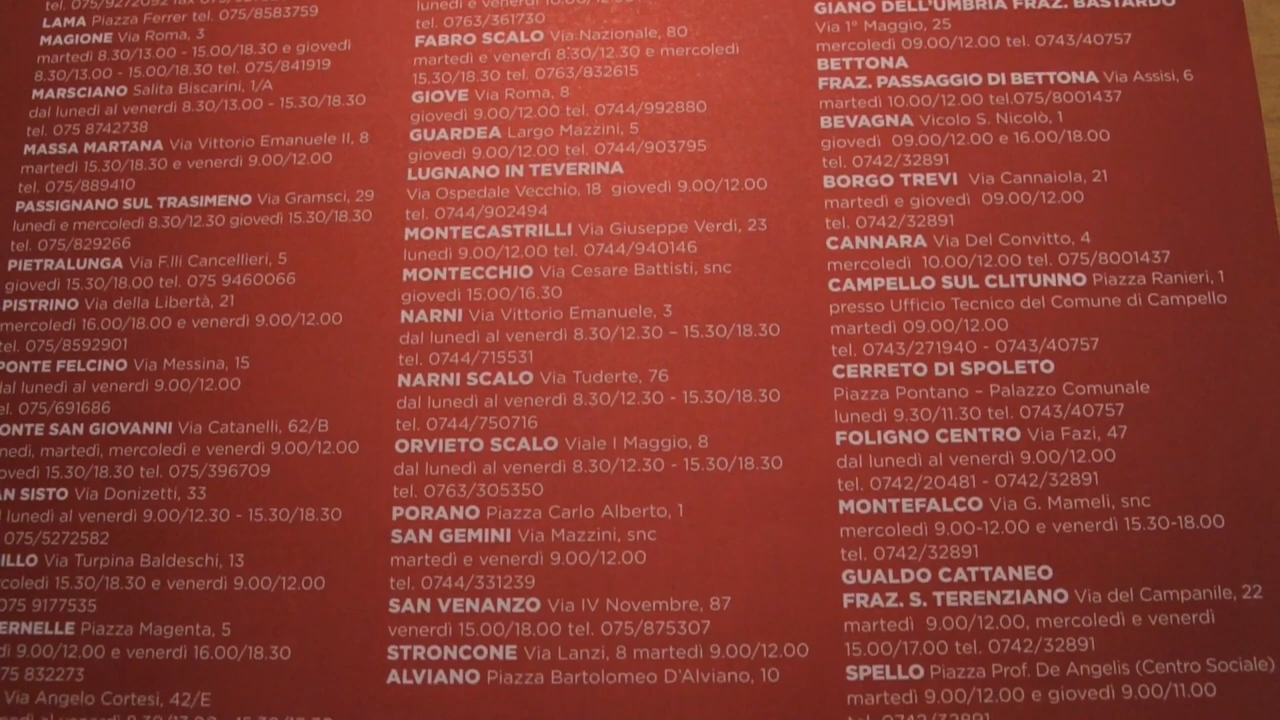 LAMA Piazza Ferrer tel. 075/8583759
MAGIONE Via Roma, 3
martedì 8.30/13.00 - 15.00/18.30 e giovedì
8.30/13.00 - 15.00/18.30 tel. 075/841919
MARSCIANO Salita Biscarini, 1/A
dal lunedì al venerdì 8.30/13.00 - 15.30/18.30
tel. 075 8742738
MASSA MARTANA Via Vittorio Emanuele II, 8
martedì 15.30/18.30 e venerdì 9.00/12.00
tel. 075/889410
PASSIGNANO SUL TRASIMENO Via Gramsci, 29
lunedì e mercoledì 8.30/12.30 giovedì 15.30/18.30
tel. 075/829266
PIETRALUNGA Via F.lli Cancellieri, 5
giovedì 15.30/18.00 tel. 075 9460066
PISTRINO Via della Libertà, 21
mercoledì 16.00/18.00 e venerdì 9.00/12.00
tel. 075/8592901
PONTE FELCINO Via Messina, 15
dal lunedì al venerdì 9.00/12.00
el. 075/691686
ONTE SAN GIOVANNI Via Catanelli, 62/B
nedì, martedì, mercoledì e venerdì 9.00/12.00
ovedì 15.30/18.30 tel. 075/396709
N SISTO Via Donizetti, 33
lunedì al venerdì 9.00/12.30 - 15.30/18.30
075/5272582
ILLO Via Turpina Baldeschi, 13
coledì 15.30/18.30 e venerdì 9.00/12.00
075 9177535
ERNELLE Piazza Magenta, 5
dì 9.00/12.00 e venerdì 16.00/18.30
75 832273
Via Angelo Cortesi, 42/E
tel. 0763/361730
FABRO SCALO Via Nazionale, 80
martedì e venerdì 8.30/12.30 e mercoledì
15.30/18.30 tel. 0763/832615
GIOVE Via Roma, 8
giovedì 9.00/12.00 tel. 0744/992880
GUARDEA Largo Mazzini, 5
giovedì 9.00/12.00 tel. 0744/903795
LUGNANO IN TEVERINA
Via Ospedale Vecchio, 18 giovedì 9.00/12.00
tel. 0744/902494
MONTECASTRILLI Via Giuseppe Verdi, 23
lunedì 9.00/12.00 tel. 0744/940146
MONTECCHIO Via Cesare Battisti, snc
giovedì 15.00/16.30
NARNI Via Vittorio Emanuele, 3
dal lunedì al venerdì 8.30/12.30 – 15.30/18.30
tel. 0744/715531
NARNI SCALO Via Tuderte, 76
dal lunedì al venerdì 8.30/12.30 - 15.30/18.30
tel. 0744/750716
ORVIETO SCALO Viale I Maggio, 8
dal lunedì al venerdì 8.30/12.30 - 15.30/18.30
tel. 0763/305350
PORANO Piazza Carlo Alberto, 1
SAN GEMINI Via Mazzini, snc
martedì e venerdì 9.00/12.00
tel. 0744/331239
SAN VENANZO Via IV Novembre, 87
venerdì 15.00/18.00 tel. 075/875307
STRONCONE Via Lanzi, 8 martedì 9.00/12.00
ALVIANO Piazza Bartolomeo D'Alviano, 10
GIANO DELL'UMBRIA FRAZ. BASTARDO
Via 1° Maggio, 25
mercoledì 09.00/12.00 tel. 0743/40757
BETTONA
FRAZ. PASSAGGIO DI BETTONA Via Assisi, 6
martedì 10.00/12.00 tel.075/8001437
BEVAGNA Vicolo S. Nicolò, 1
giovedì 09.00/12.00 e 16.00/18.00
tel. 0742/32891
BORGO TREVI Via Cannaiola, 21
martedì e giovedì 09.00/12.00
tel. 0742/32891
CANNARA Via Del Convitto, 4
mercoledì 10.00/12.00 tel. 075/8001437
CAMPELLO SUL CLITUNNO Piazza Ranieri, 1
presso Ufficio Tecnico del Comune di Campello
martedì 09.00/12.00
tel. 0743/271940 - 0743/40757
CERRETO DI SPOLETO
Piazza Pontano – Palazzo Comunale
lunedì 9.30/11.30 tel. 0743/40757
FOLIGNO CENTRO Via Fazi, 47
dal lunedì al venerdì 9.00/12.00
tel. 0742/20481 - 0742/32891
MONTEFALCO Via G. Mameli, snc
mercoledì 9.00-12.00 e venerdì 15.30-18.00
tel. 0742/32891
GUALDO CATTANEO
FRAZ. S. TERENZIANO Via del Campanile, 22
martedì 9.00/12.00, mercoledì e venerdì
15.00/17.00 tel. 0742/32891
SPELLO Piazza Prof. De Angelis (Centro Sociale)
martedì 9.00/12.00 e giovedì 9.00/11.00